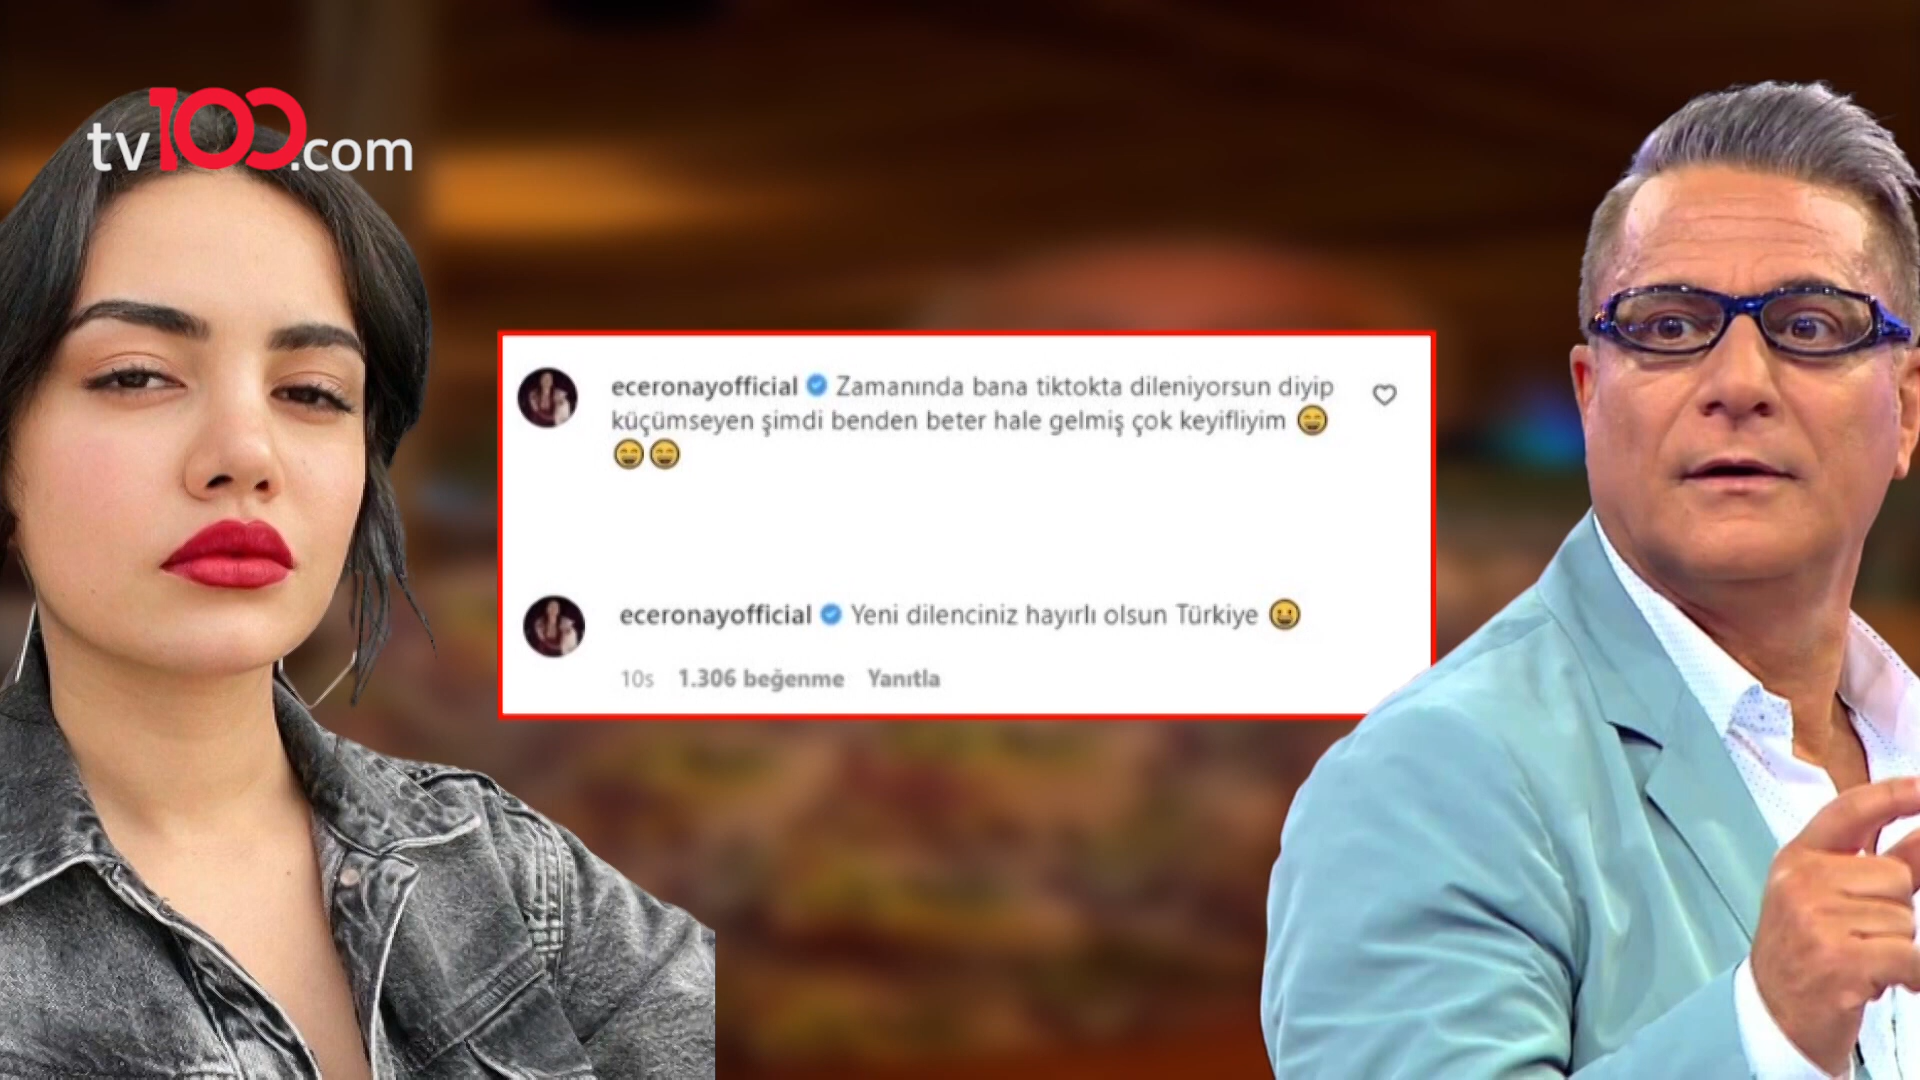 tv100.com
eceronayofficial Zamanında bana tiktokta dileniyorsun diyip
küçümseyen şimdi benden beter hale gelmiş çok keyifliyim 😄
😄😄
eceronayofficial Yeni dilenciniz hayırlı olsun Türkiye 😀
10s 1.306 beğenme Yanıtla